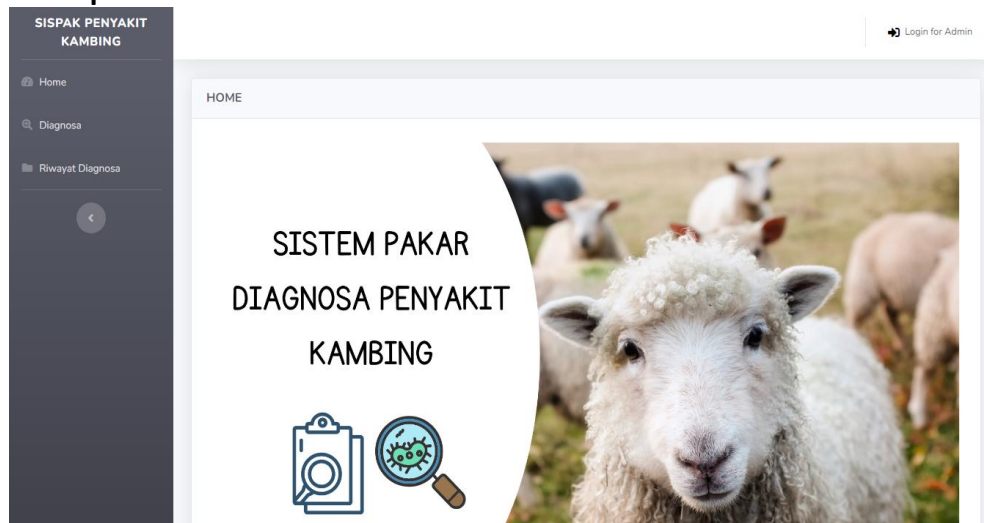 SISPAK PENYAKIT
KAMBING
Login for Admin
Home
HOME
Diagnosa
Riwayat Diagnosa
SISTEM PAKAR
DIAGNOSA PENYAKIT
KAMBING